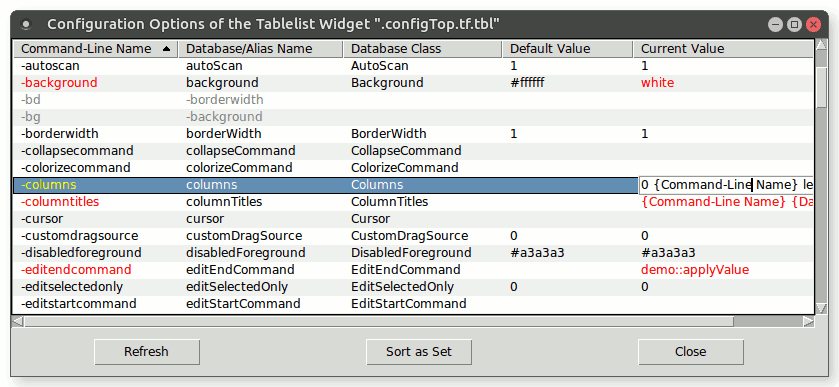 Configuration Options of the Tablelist Widget ".configTop.tf.tbl"
Command-Line Name Database/Alias Name Database Class Default Value Current Value
-autoscan autoScan AutoScan 1 1
-background background Background #ffffff white
-bd -borderwidth
-bg -background
-borderwidth borderWidth BorderWidth 1 1
-collapsecommand collapseCommand CollapseCommand
-colorizecommand colorizeCommand ColorizeCommand
-columns columns Columns 0 {Command-Line Name} le
-columntitles columnTitles ColumnTitles {Command-Line Name} {Da
-cursor cursor Cursor
-customdragsource customDragSource CustomDragSource 0 0
-disabledforeground disabledForeground DisabledForeground #a3a3a3 #a3a3a3
-editendcommand editEndCommand EditEndCommand demo::applyValue
-editselectedonly editSelectedOnly EditSelectedOnly 0 0
-editstartcommand editStartCommand EditStartCommand
Refresh Sort as Set Close